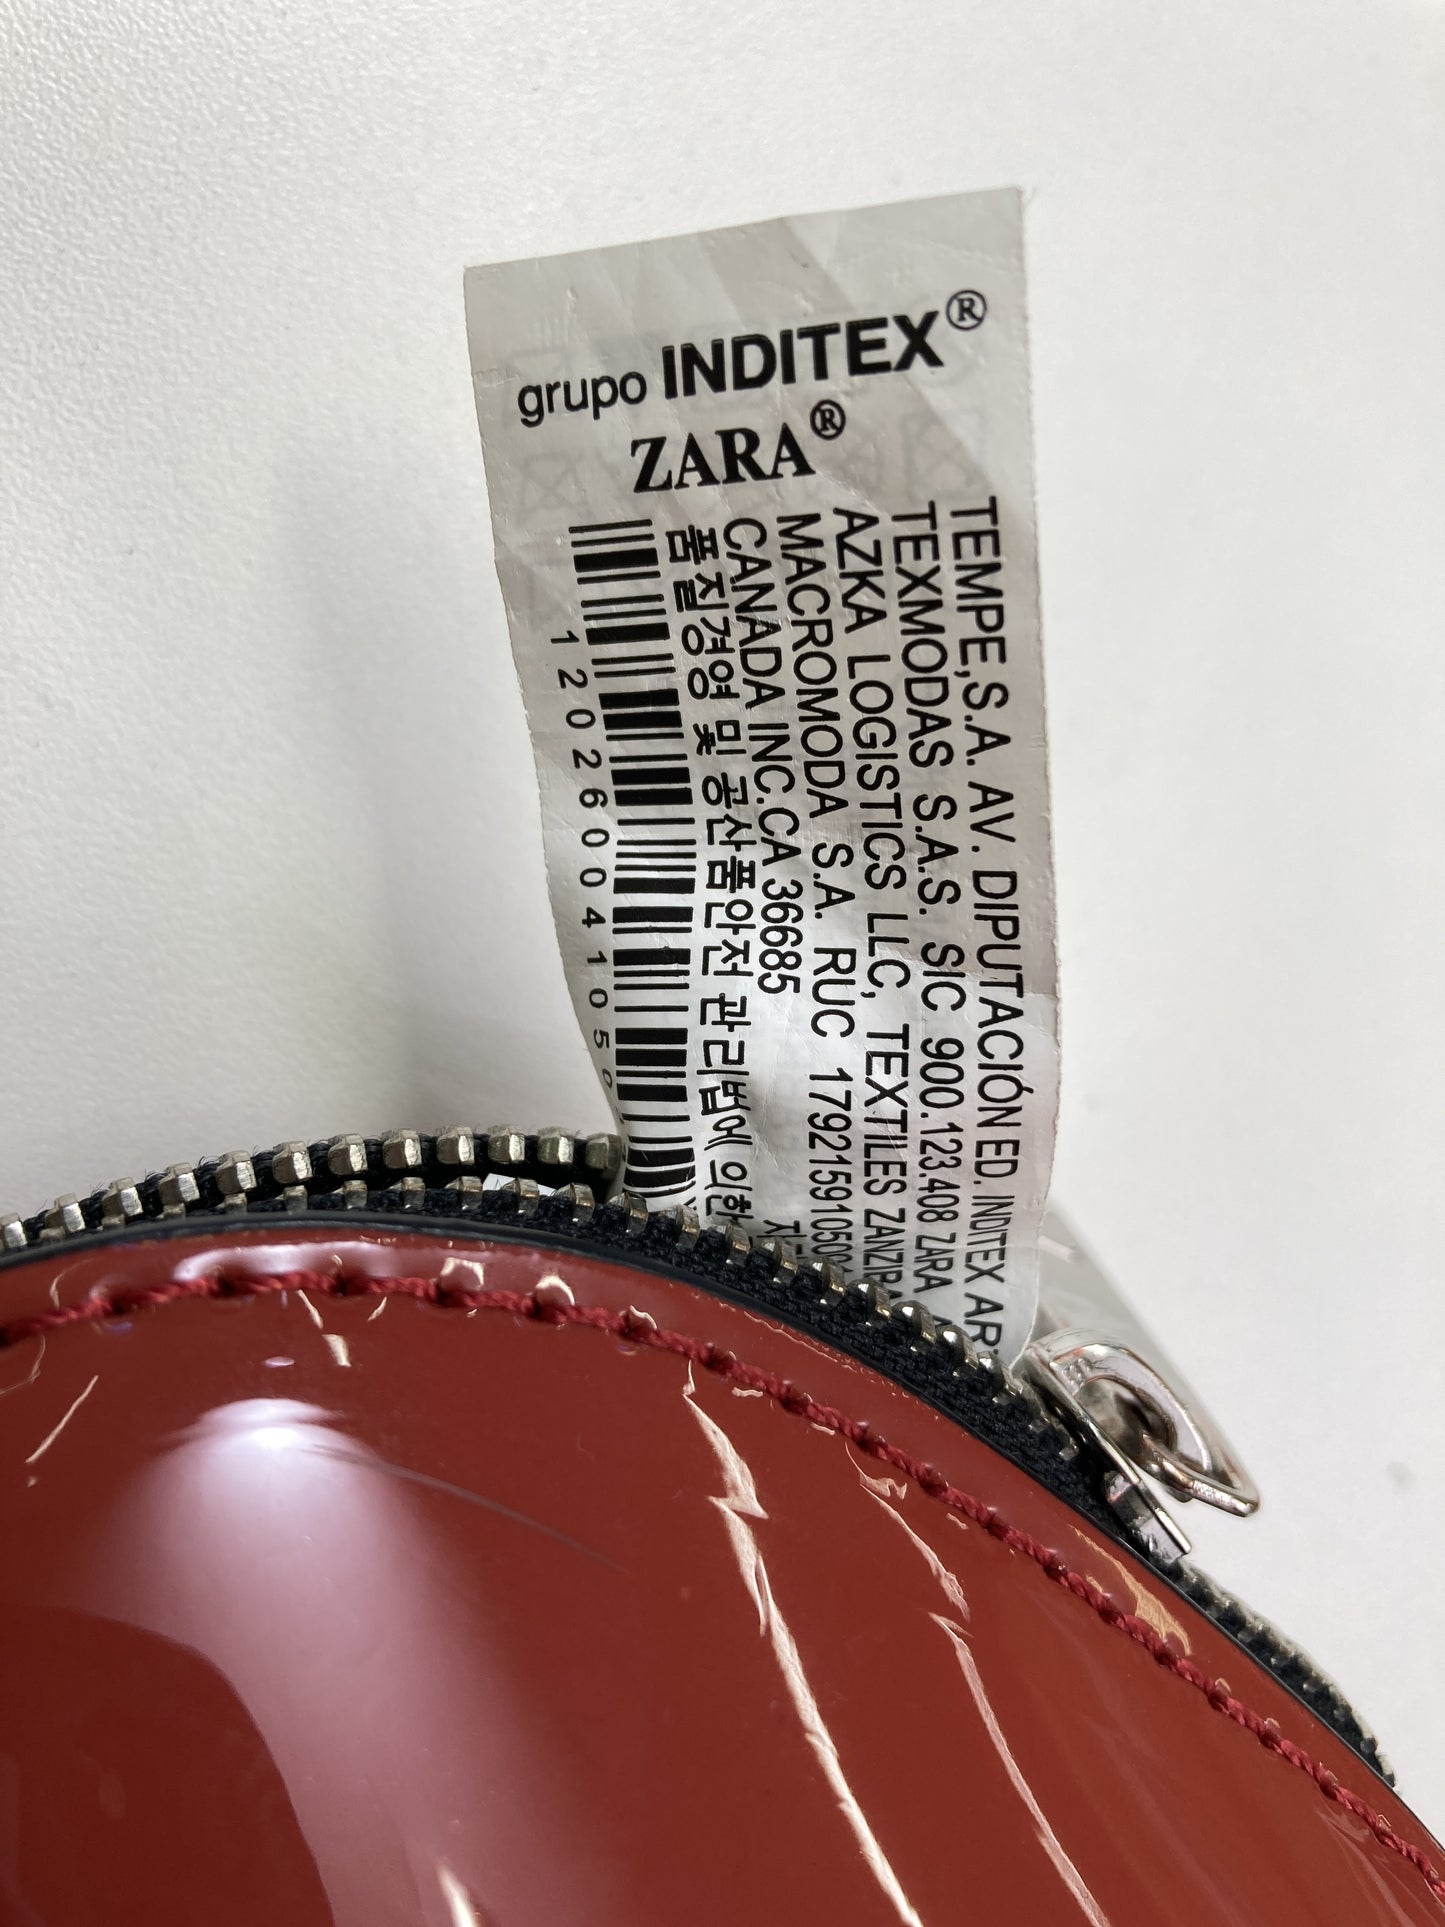 grupo INDITEX®
ZARA®
TEMPE,S.A. AV. DIPUTACIÓN ED. INDITEX
TEXMODAS S.A.S. SIC 900.123.408 ZARA
AZKA LOGISTICS LLC, TEXTILES
MACROMODA S.A. RUC
CANADA INC.CA 36685
품질경영 및 공산품안전 관리법에 의한
1202604105